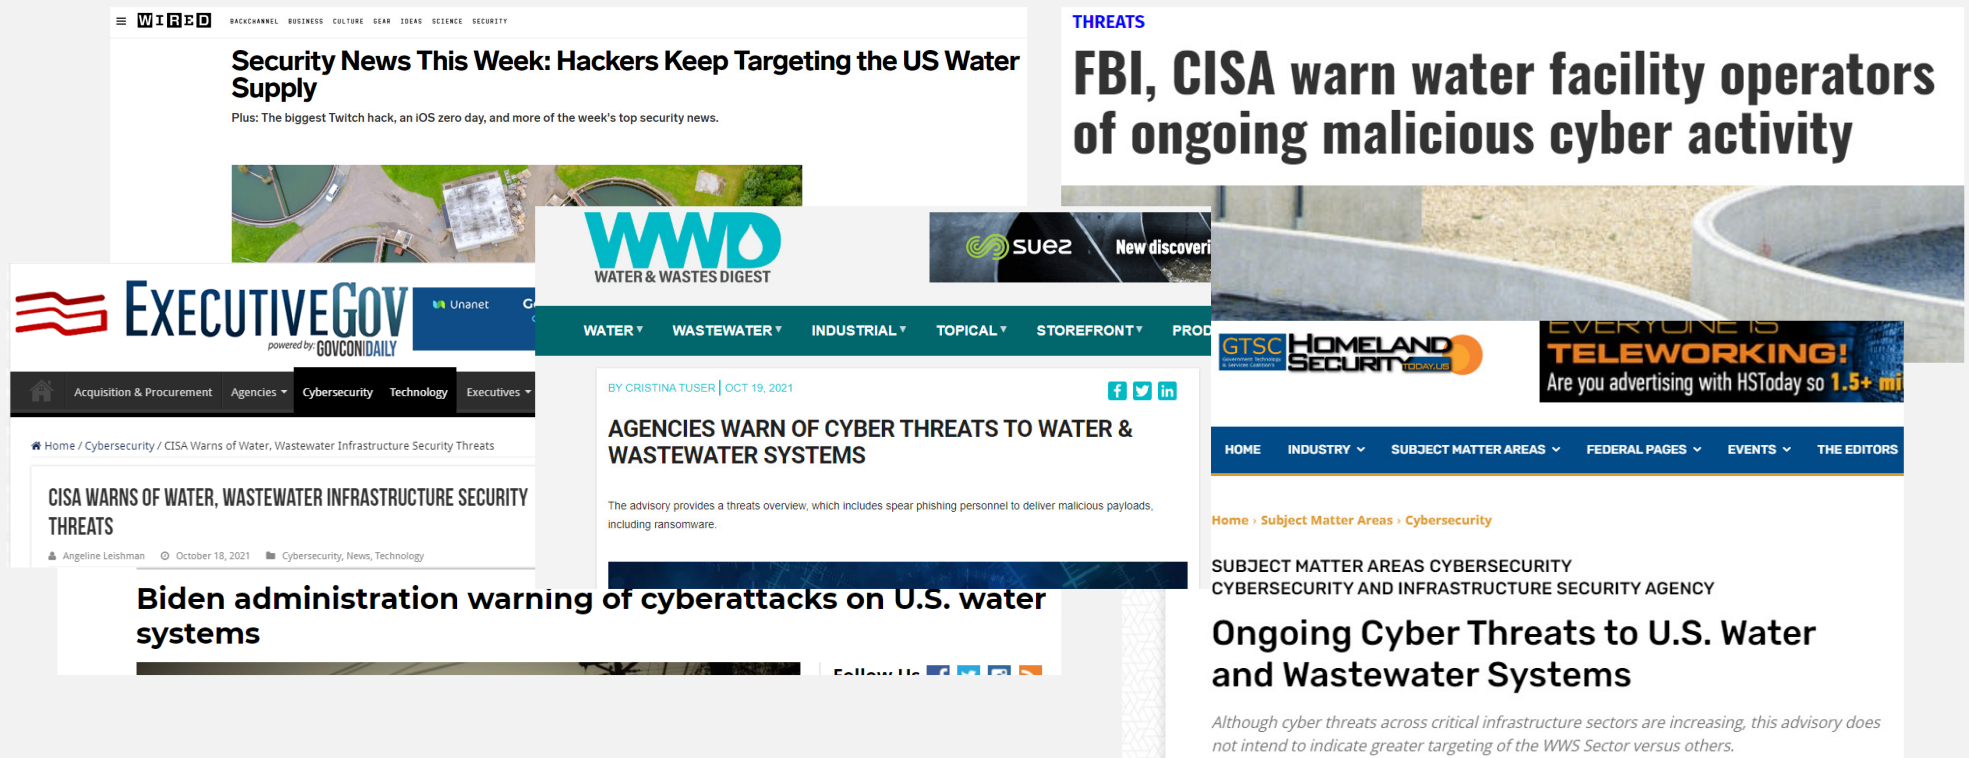 WIRED
BACKCHANNEL BUSINESS CULTURE GEAR IDEAS SCIENCE SECURITY
Security News This Week: Hackers Keep Targeting the US Water
Supply
Plus: The biggest Twitch hack, an iOS zero day, and more of the week's top security news.
THREATS
FBI, CISA warn water facility operators
of ongoing malicious cyber activity
EXECUTIVEGOV
powered by: GOVCONDAILY
Unanet
Acquisition & Procurement Agencies Cybersecurity Technology Executives
Home / Cybersecurity / CISA Warns of Water, Wastewater Infrastructure Security Threats
CISA WARNS OF WATER, WASTEWATER INFRASTRUCTURE SECURITY
THREATS
Angeline Leishman October 18, 2021 Cybersecurity, News, Technology
WWD
WATER & WASTES DIGEST
suez New discoveri
WATER WASTEWATER INDUSTRIAL TOPICAL STOREFRONT PROD
BY CRISTINA TUSER | OCT 19, 2021
AGENCIES WARN OF CYBER THREATS TO WATER &
WASTEWATER SYSTEMS
The advisory provides a threats overview, which includes spear phishing personnel to deliver malicious payloads,
including ransomware.
Biden administration warning of cyberattacks on U.S. water
systems
Follow Us
GTSC
Government Technology
& Services Coalition's
HOMELAND
SECURITY TODAY.US
EVERYONE IS
TELEWORKING!
Are you advertising with HSToday so 1.5+ mi
HOME INDUSTRY SUBJECT MATTER AREAS FEDERAL PAGES EVENTS THE EDITORS
Home › Subject Matter Areas › Cybersecurity
SUBJECT MATTER AREAS CYBERSECURITY
CYBERSECURITY AND INFRASTRUCTURE SECURITY AGENCY
Ongoing Cyber Threats to U.S. Water
and Wastewater Systems
Although cyber threats across critical infrastructure sectors are increasing, this advisory does
not intend to indicate greater targeting of the WWS Sector versus others.